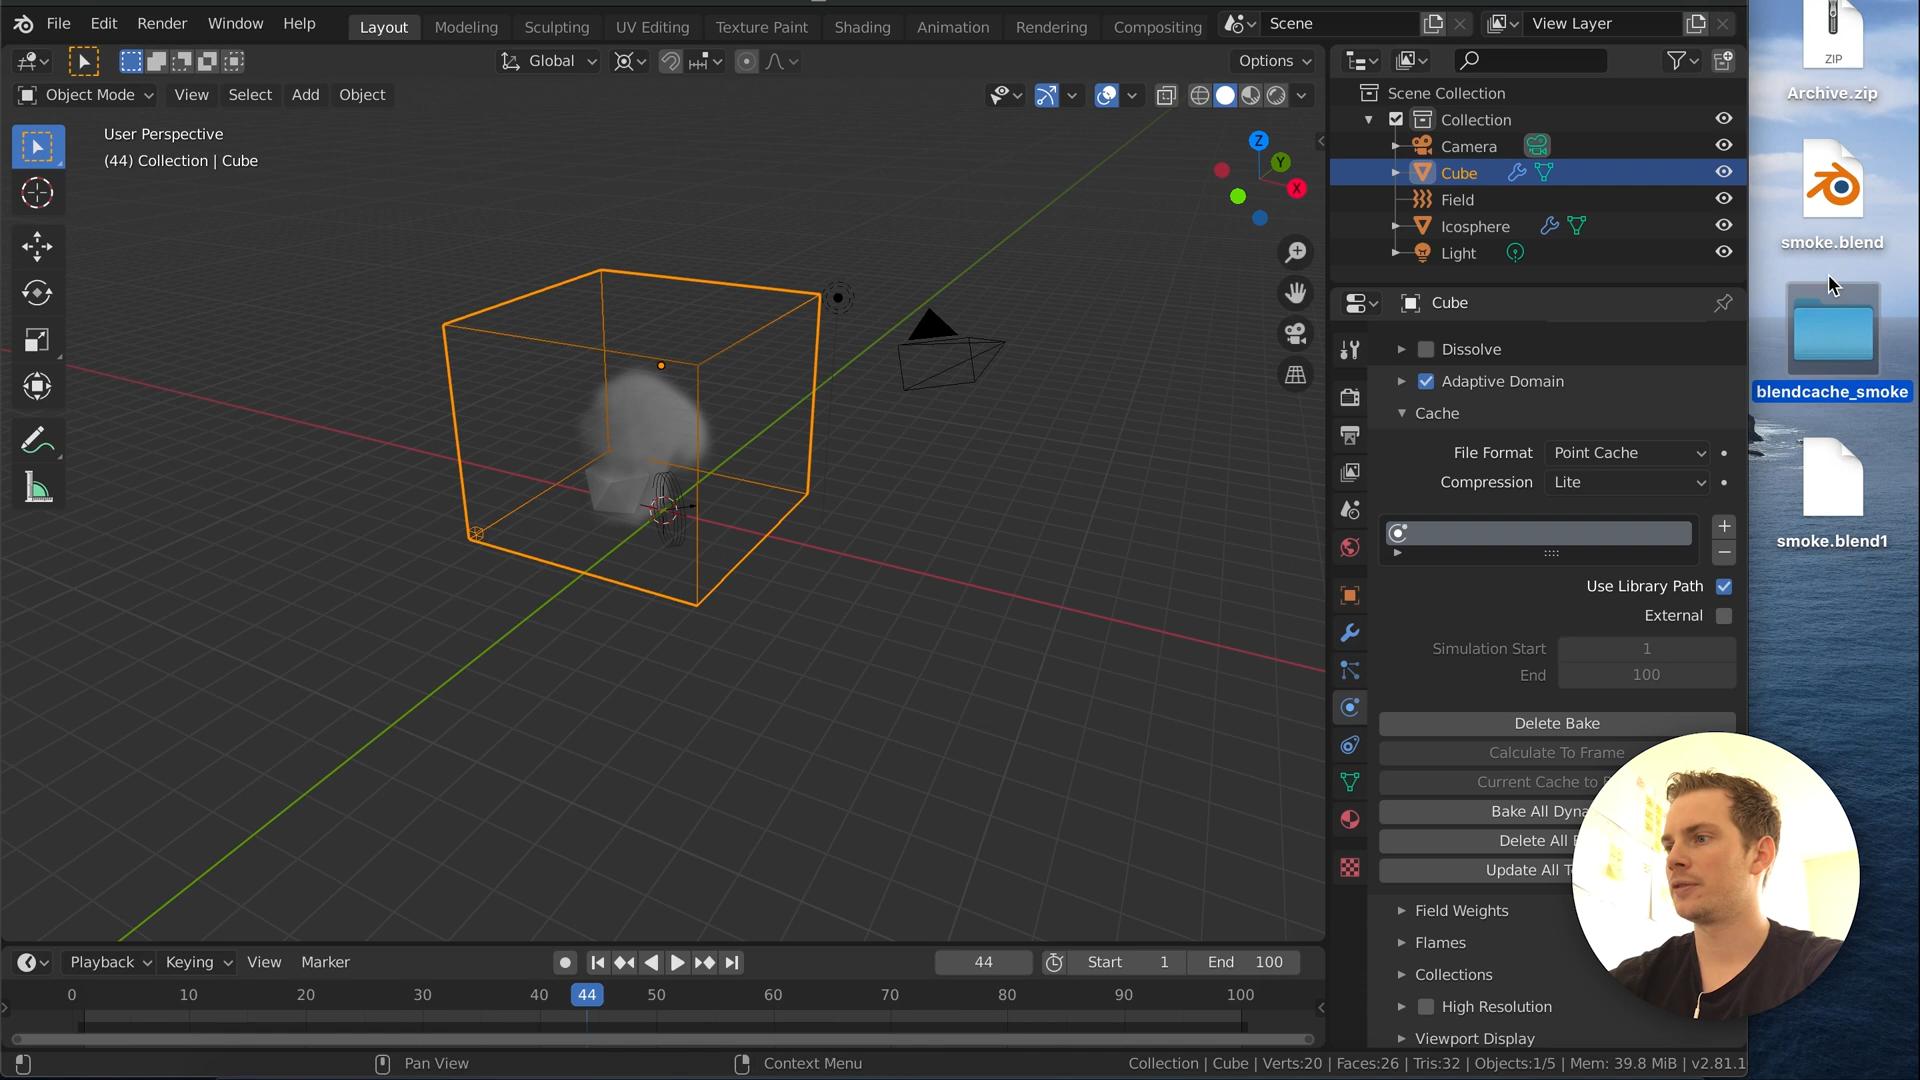 File Edit Render Window Help Layout Modeling Sculpting UV Editing Texture Paint Shading Animation Rendering Compositing Scene View Layer
Global Options
Object Mode View Select Add Object
User Perspective
(44) Collection | Cube
Z
Y
X
Scene Collection
Collection
Camera
Cube
Field
Icosphere
Light
Cube
Dissolve
Adaptive Domain
Cache
File Format Point Cache
Compression Lite
Use Library Path
External
Simulation Start 1
End 100
Delete Bake
Calculate To Frame
Current Cache to
Bake All Dyna
Delete All
Update All T
Field Weights
Flames
Collections
High Resolution
Viewport Display
ZIP
Archive.zip
smoke.blend
blendcache_smoke
smoke.blend1
Playback Keying View Marker 44 Start 1 End 100
0 10 20 30 40 44 50 60 70 80 90 100
Pan View Context Menu Collection | Cube | Verts:20 | Faces:26 | Tris:32 | Objects:1/5 | Mem: 39.8 MiB | v2.81.1